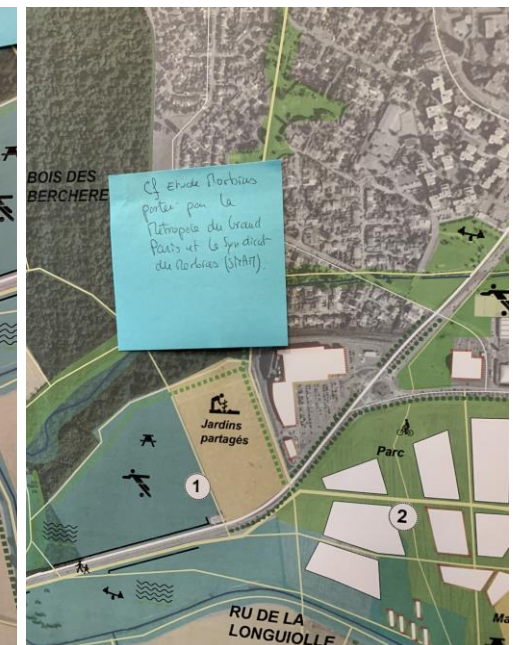 BOIS DES
BERCHERE
Cf Etude Morbras
portée par la
Métropole du Grand
Paris et le Syndicat
du Morbras (SMAM).
Jardins
partagés
1
Parc
2
RU DE LA
LONGUIOLLE
Ma